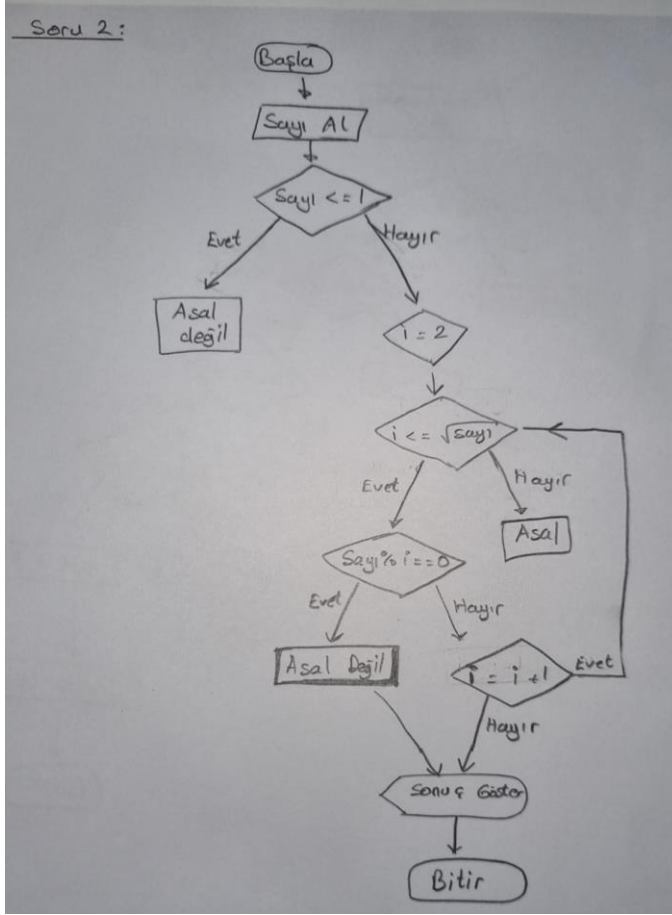 Soru 2:
Başla
Sayı Al
Sayı <= 1
Evet
Hayır
Asal
değil
i = 2
i <= √sayı
Evet
Hayır
Asal
Sayı % i == 0
Evet
Hayır
Asal Değil
i = i + 1
Evet
Hayır
Sonuç Göster
Bitir